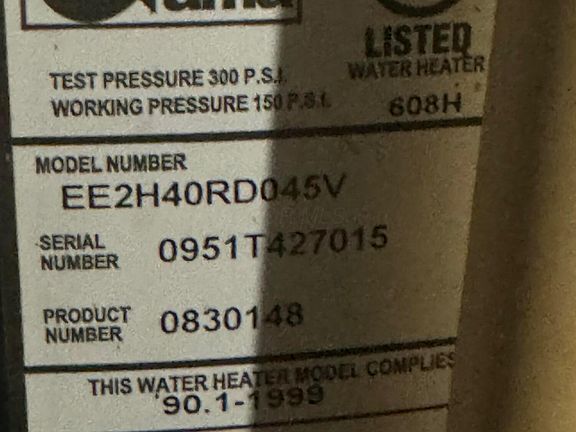 LISTED
TEST PRESSURE 300 P.S.I. WATER HEATER
WORKING PRESSURE 150 P.S.I. 608H
MODEL NUMBER
EE2H40RD045V
SERIAL NUMBER 0951T427015
PRODUCT NUMBER 0830148
THIS WATER HEATER MODEL COMPLIES
90.1-1999